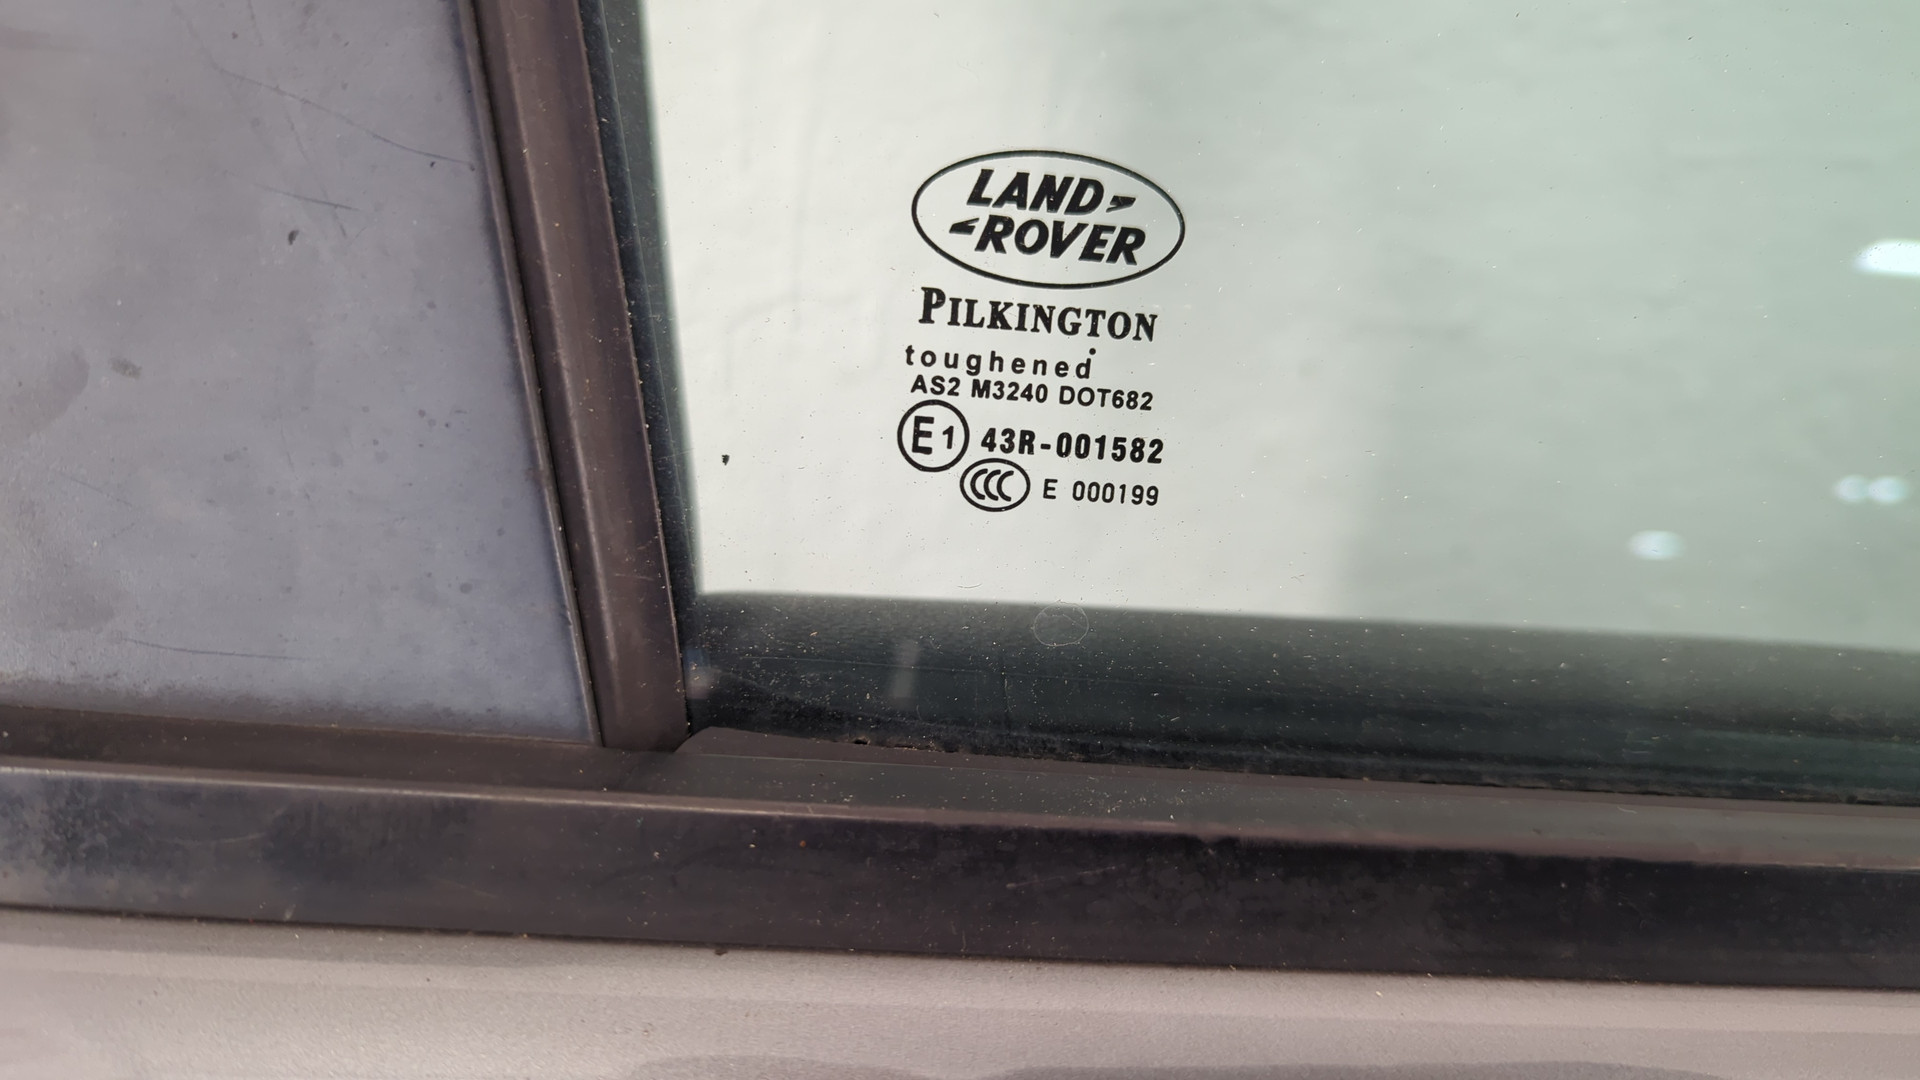 LAND
ROVER
PILKINGTON
toughened
AS2 M3240 DOT682
E1 43R-001582
CCC E 000199